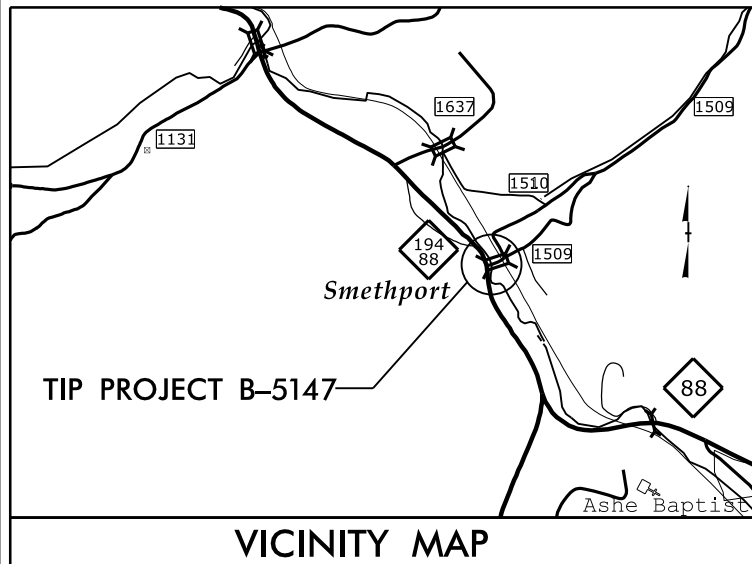 1637
1509
1131
1510
194
88
1509
Smethport
TIP PROJECT B–5147
88
Ashe Baptist
VICINITY MAP